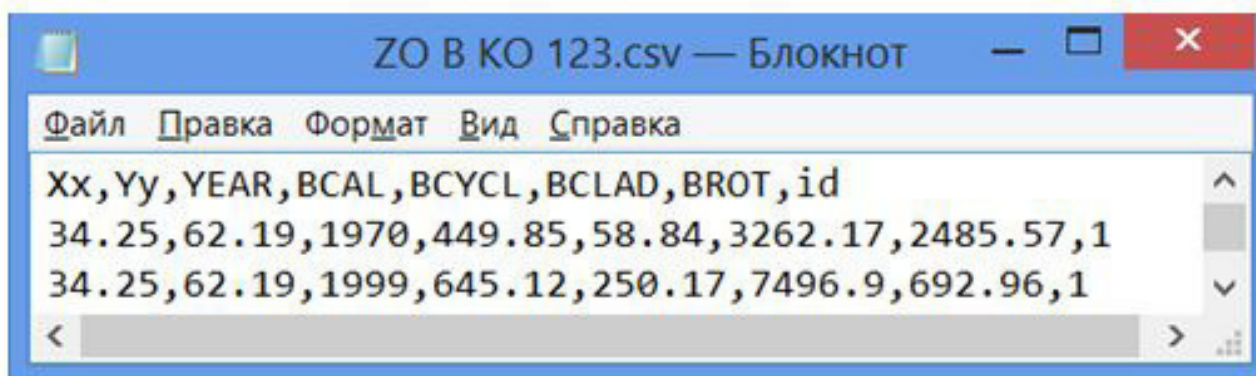 ZO B KO 123.csv — Блокнот
Файл Правка Формат Вид Справка
Xx,Yy,YEAR,BCAL,BCYCL,BCLAD,BROT,id
34.25,62.19,1970,449.85,58.84,3262.17,2485.57,1
34.25,62.19,1999,645.12,250.17,7496.9,692.96,1